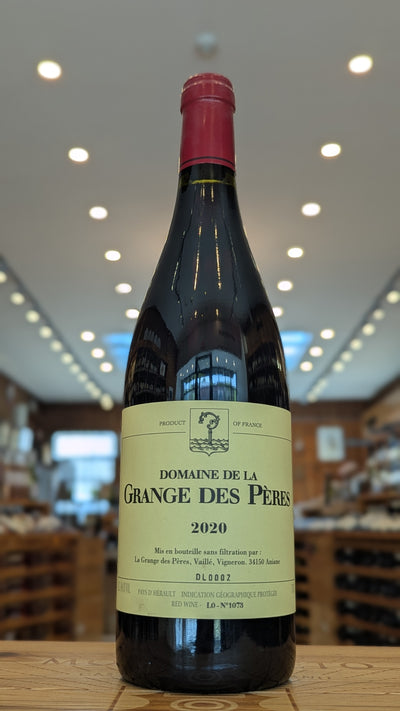 PRODUCT OF FRANCE
DOMAINE DE LA
GRANGE DES PÈRES
2020
Mis en bouteille sans filtration par :
La Grange des Pères, Vaillé, Vigneron. 34150 Aniane
DL0002
PAYS D'HÉRAULT INDICATION GÉOGRAPHIQUE PROTÉGÉE
RED WINE - L0 - N°1073